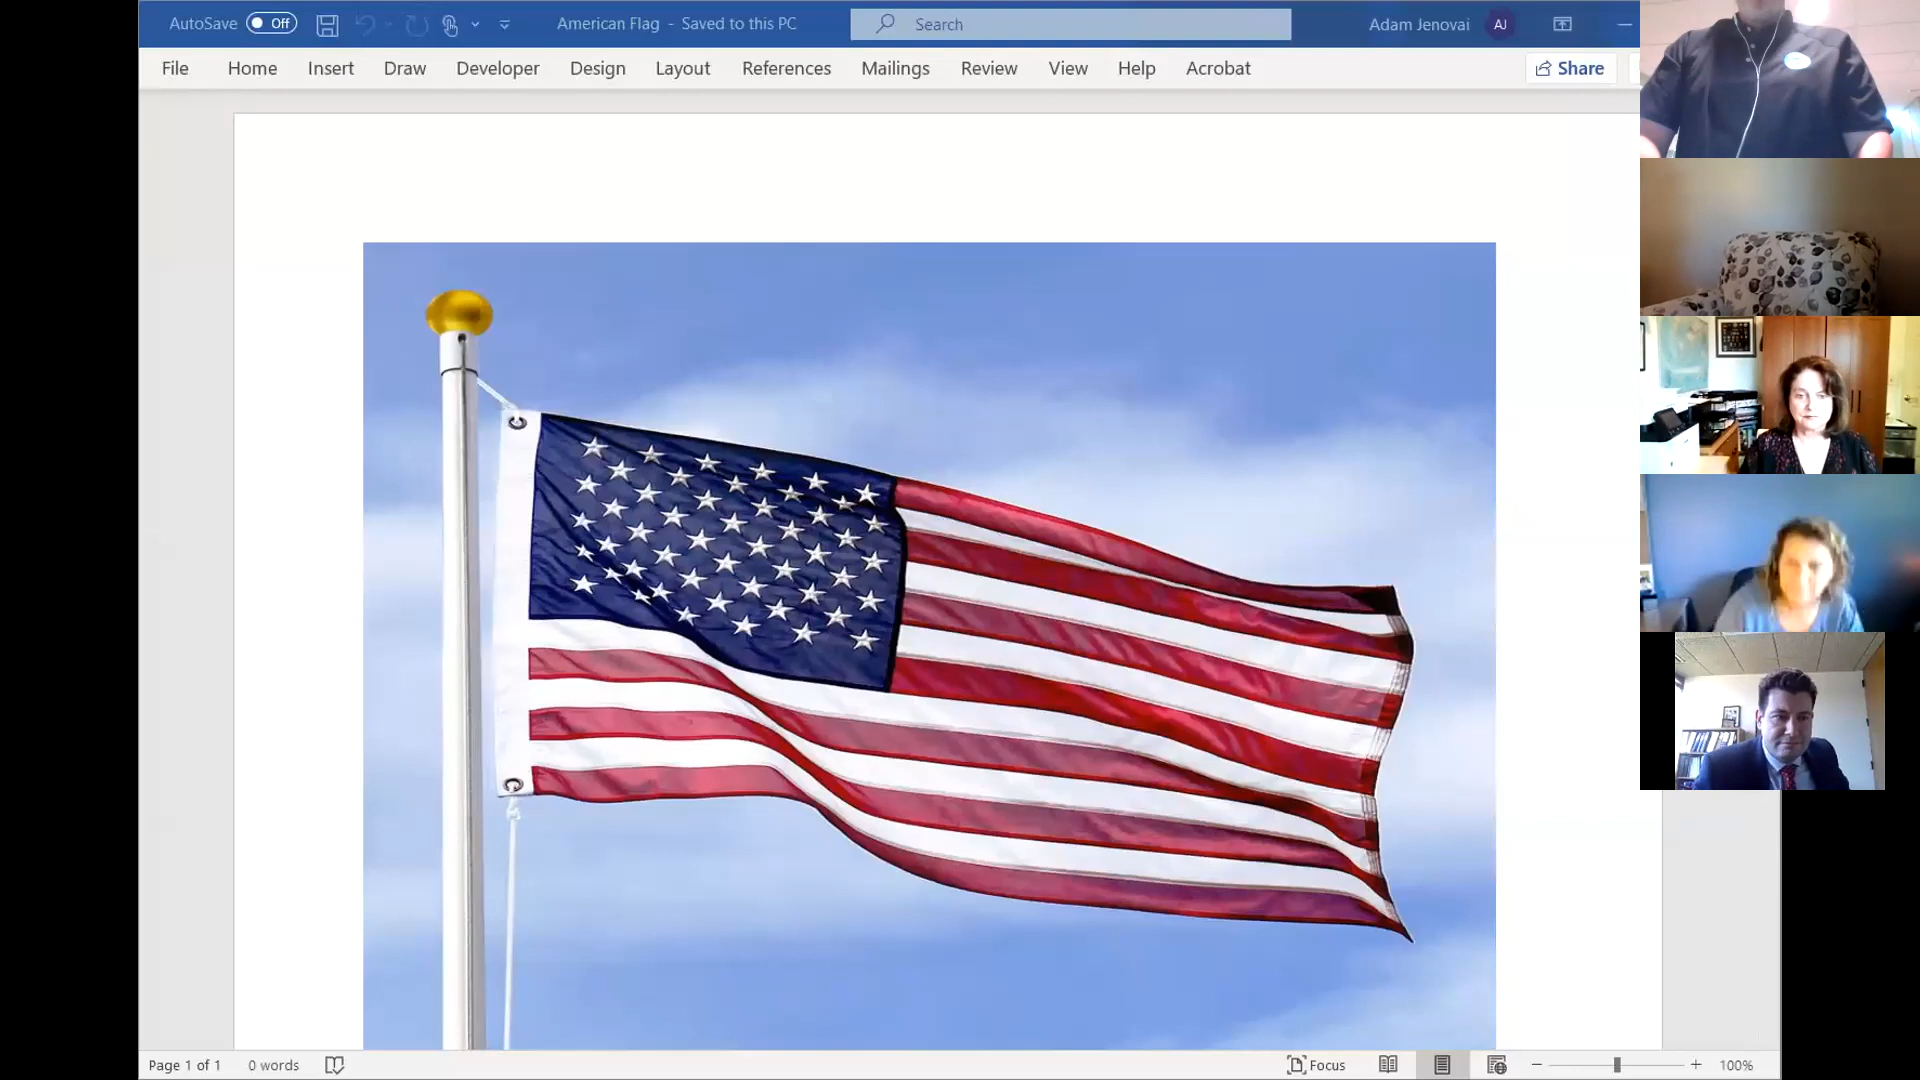 AutoSave Off American Flag - Saved to this PC Search Adam Jenovai AJ
File Home Insert Draw Developer Design Layout References Mailings Review View Help Acrobat Share
Page 1 of 1 0 words Focus 100%